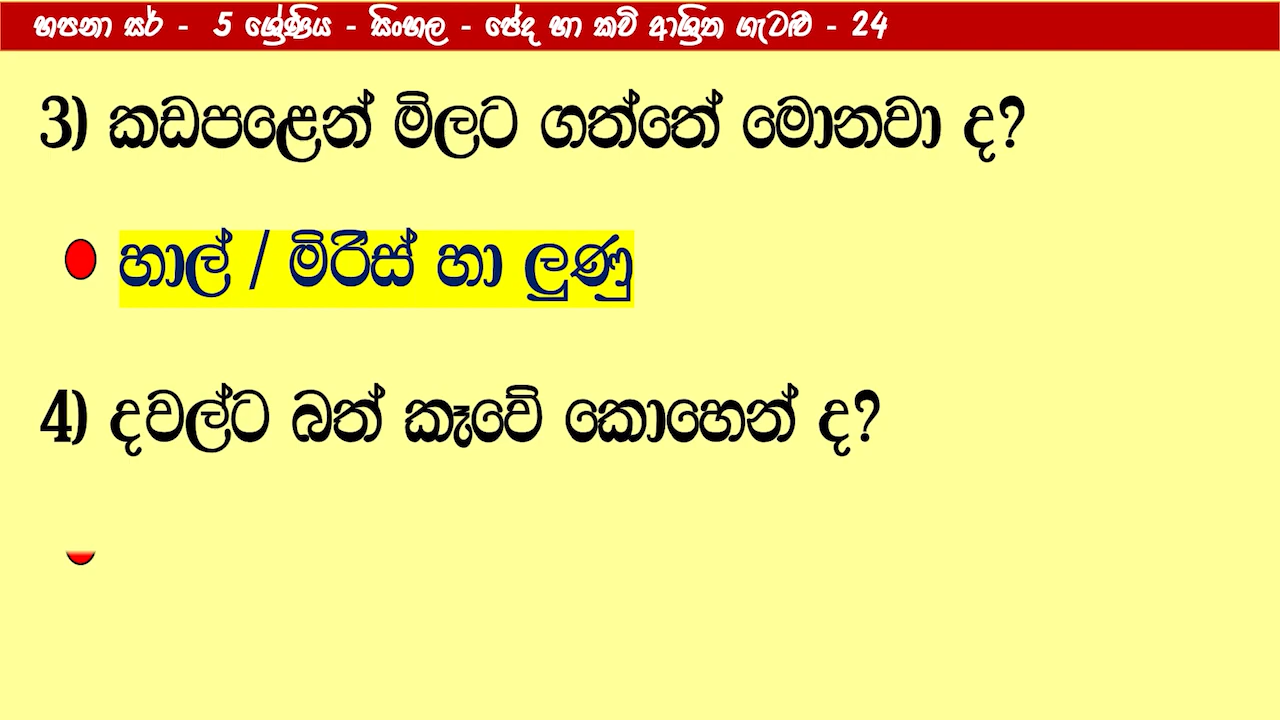 හපනා සර් - 5 ශ්‍රේණිය - සිංහල - ඡේද හා කවි ආශ්‍රිත ගැටළු - 24
3) කඩපළෙන් මිලට ගත්තේ මොනවා ද?
හාල් / මිරිස් හා ලුණු
4) දවල්ට බත් කෑවේ කොහෙන් ද?